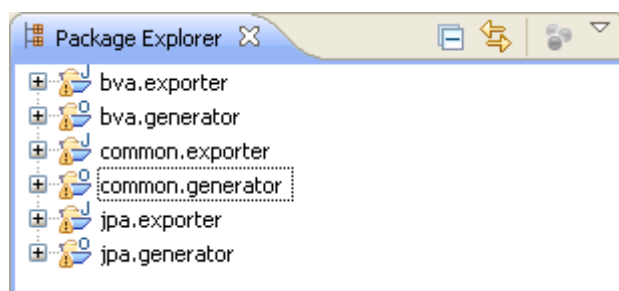 Package Explorer
bva.exporter
bva.generator
common.exporter
common.generator
jpa.exporter
jpa.generator